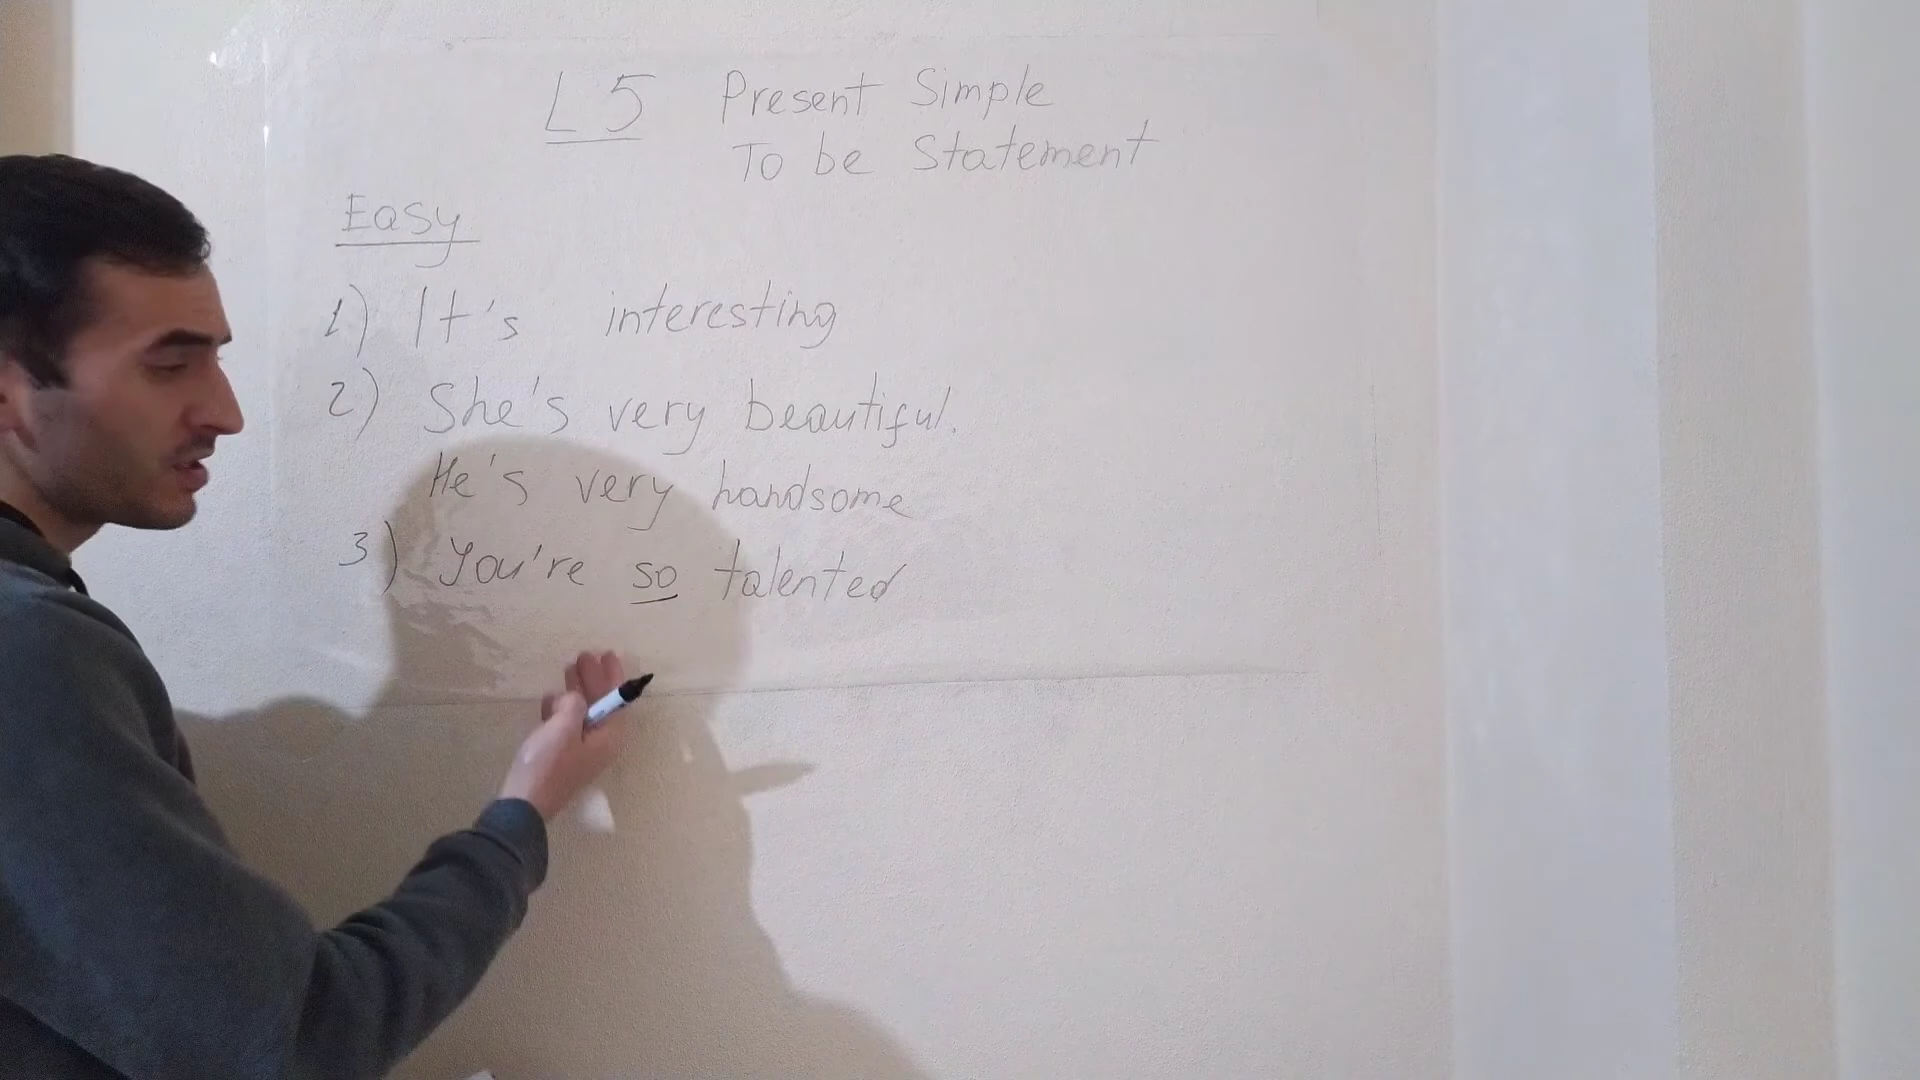 L5 Present Simple
To be Statement
Easy
1) It's interesting
2) She's very beautiful.
He's very handsome
3) You're so talented